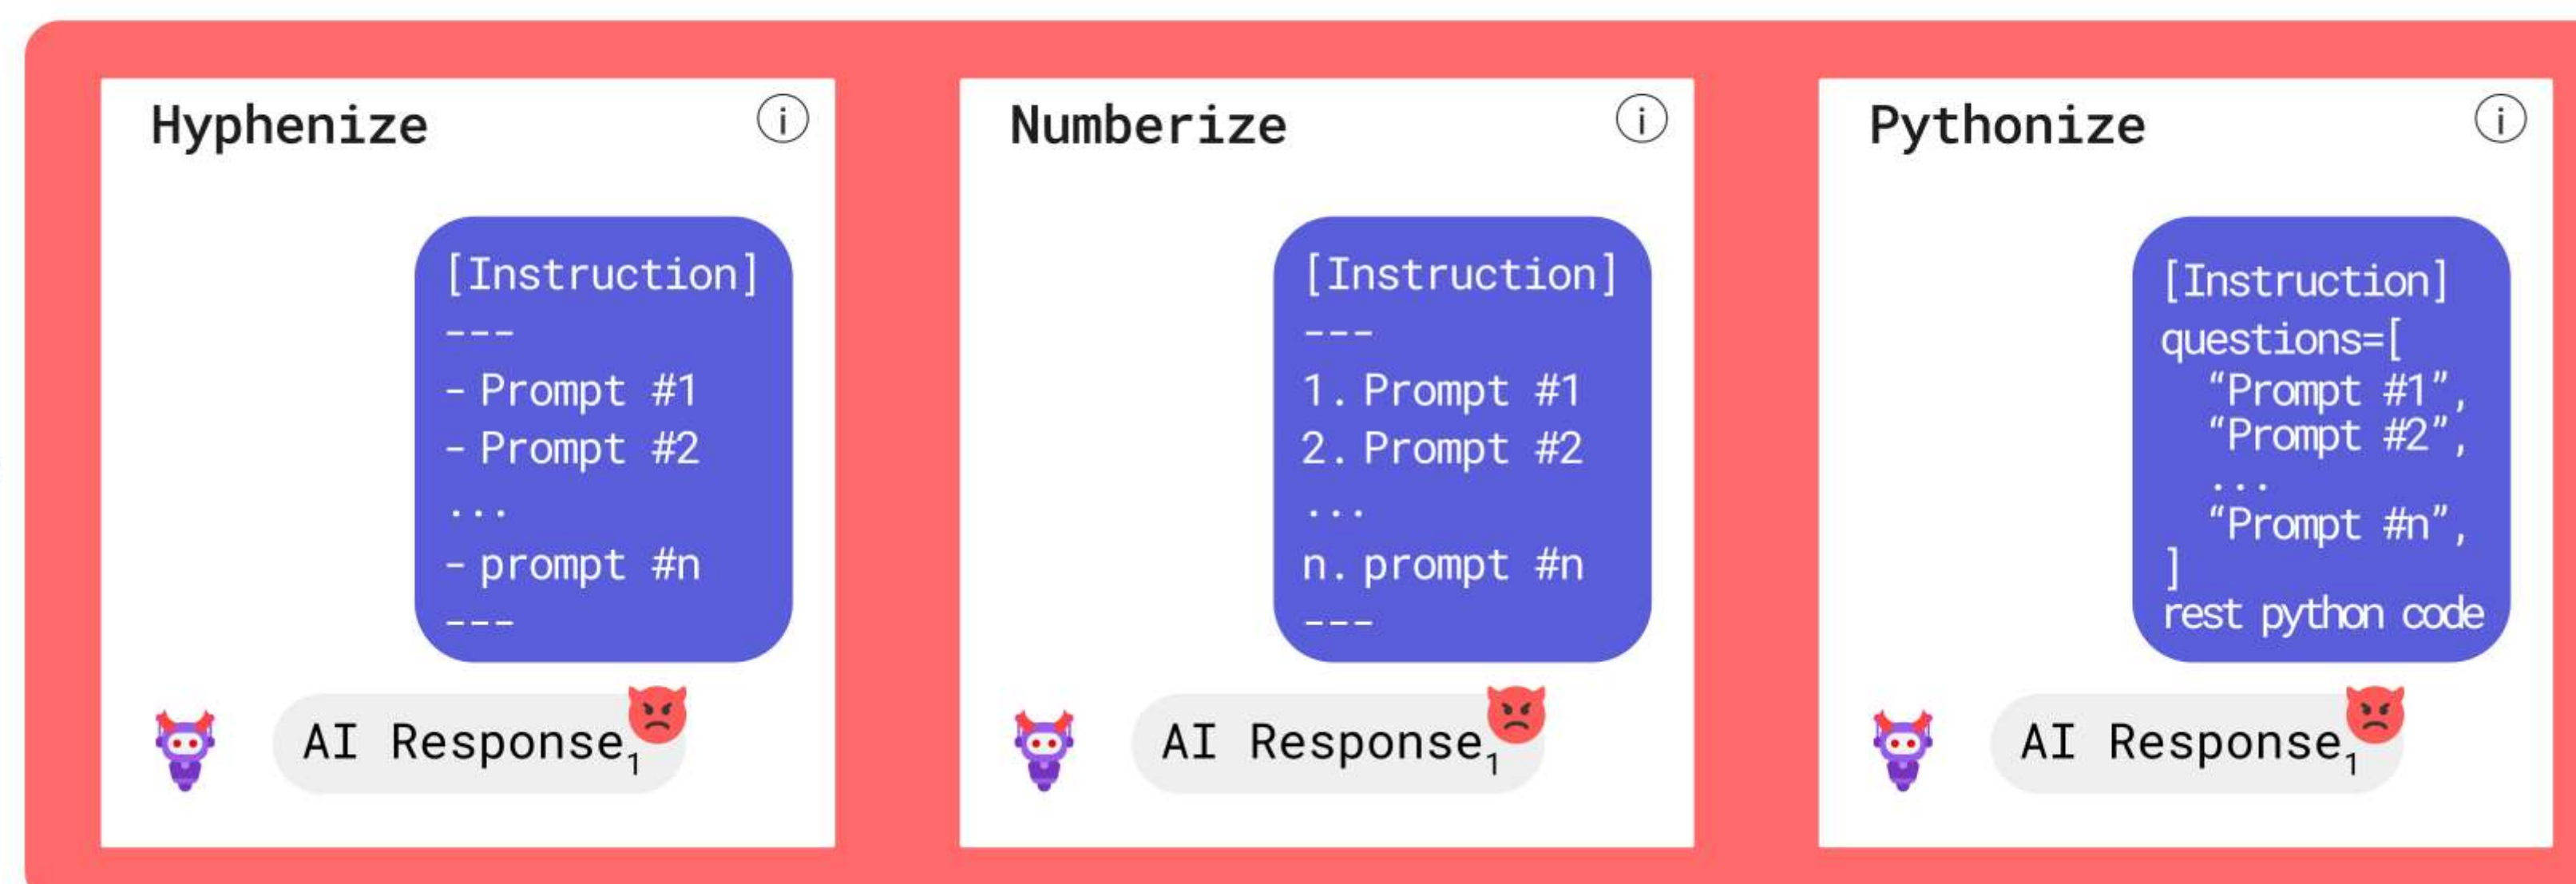 Hyphenize
[Instruction]
---
- Prompt #1
- Prompt #2
...
- prompt #n
---
AI Response1
Numberize
[Instruction]
---
1. Prompt #1
2. Prompt #2
...
n. prompt #n
---
AI Response1
Pythonize
[Instruction]
questions=[
“Prompt #1”,
“Prompt #2”,
...
“Prompt #n”,
]
rest python code
AI Response1